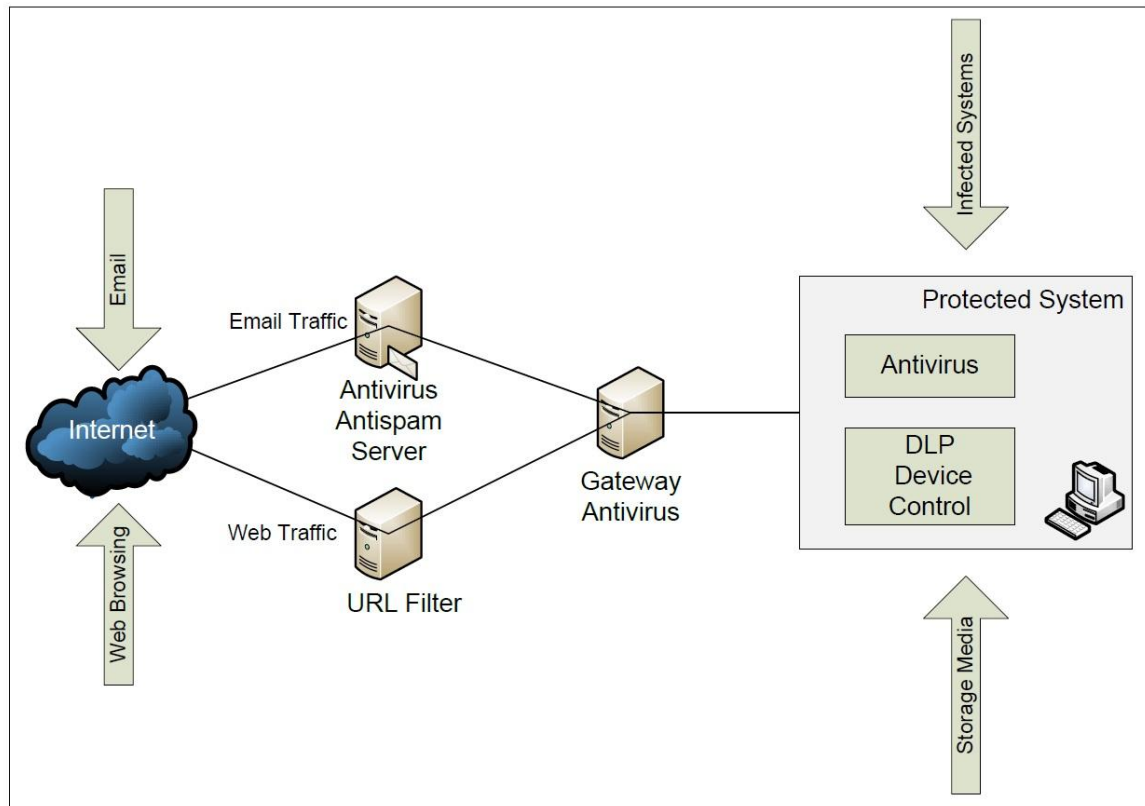 Infected Systems
Email
Protected System
Email Traffic
Antivirus
Antivirus
Antispam
Server
Internet
DLP
Device
Control
Gateway
Antivirus
Web Traffic
Web Browsing
URL Filter
Storage Media